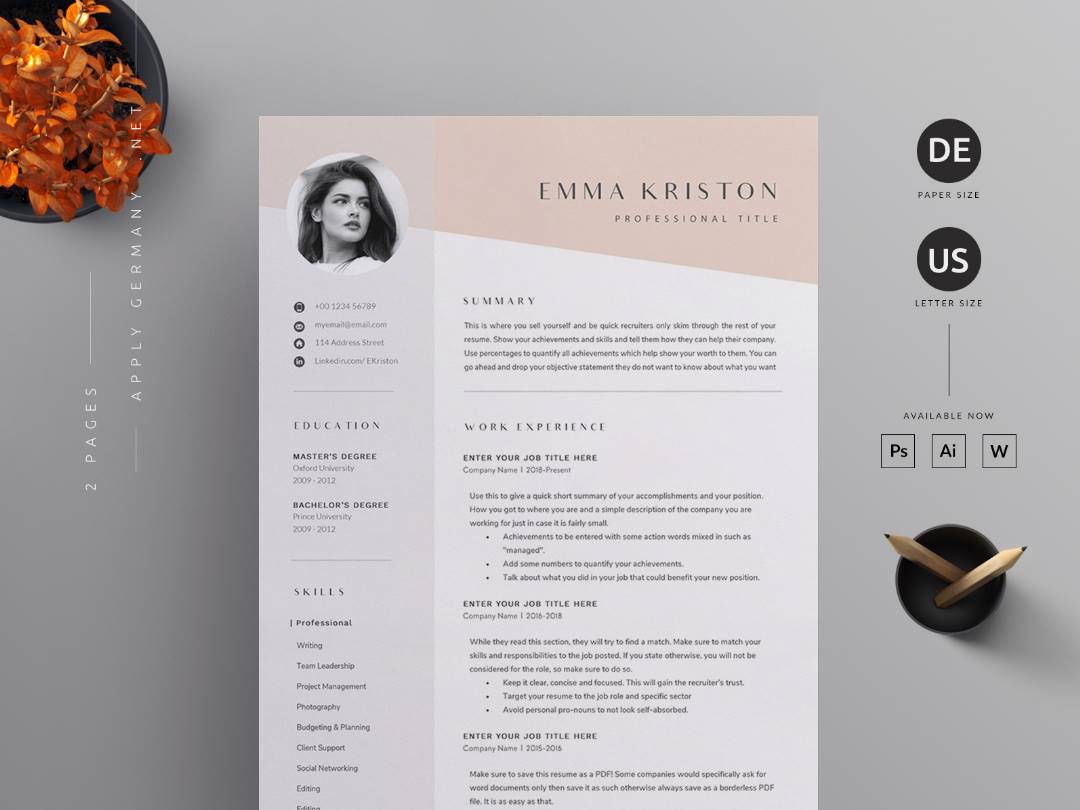 APPLY GERMANY .NET
2 PAGES
EMMA KRISTON
PROFESSIONAL TITLE
+00 1234 56789
myemail@email.com
114 Address Street
Linkedin.com/ EKriston
EDUCATION
MASTER'S DEGREE
Oxford University
2009 - 2012
BACHELOR'S DEGREE
Prince University
2009 - 2012
SKILLS
| Professional
Writing
Team Leadership
Project Management
Photography
Budgeting & Planning
Client Support
Social Networking
Editing
Editing
SUMMARY
This is where you sell yourself and be quick recruiters only skim through the rest of your
resume. Show your achievements and skills and tell them how they can help their company.
Use percentages to quantify all achievements which help show your worth to them. You can
go ahead and drop your objective statement they do not want to know about what you want
WORK EXPERIENCE
ENTER YOUR JOB TITLE HERE
Company Name | 2018-Present
Use this to give a quick short summary of your accomplishments and your position.
How you got to where you are and a simple description of the company you are
working for just in case it is fairly small.
• Achievements to be entered with some action words mixed in such as
"managed".
• Add some numbers to quantify your achievements.
• Talk about what you did in your job that could benefit your new position.
ENTER YOUR JOB TITLE HERE
Company Name | 2016-2018
While they read this section, they will try to find a match. Make sure to match your
skills and responsibilities to the job posted. If you state otherwise, you will not be
considered for the role, so make sure to do so.
• Keep it clear, concise and focused. This will gain the recruiter's trust.
• Target your resume to the job role and specific sector
• Avoid personal pro-nouns to not look self-absorbed.
ENTER YOUR JOB TITLE HERE
Company Name | 2015-2016
Make sure to save this resume as a PDF! Some companies would specifically ask for
word documents only then save it as such otherwise always save as a borderless PDF
file. It is as easy as that.
DE
PAPER SIZE
US
LETTER SIZE
AVAILABLE NOW
Ps Ai W
in